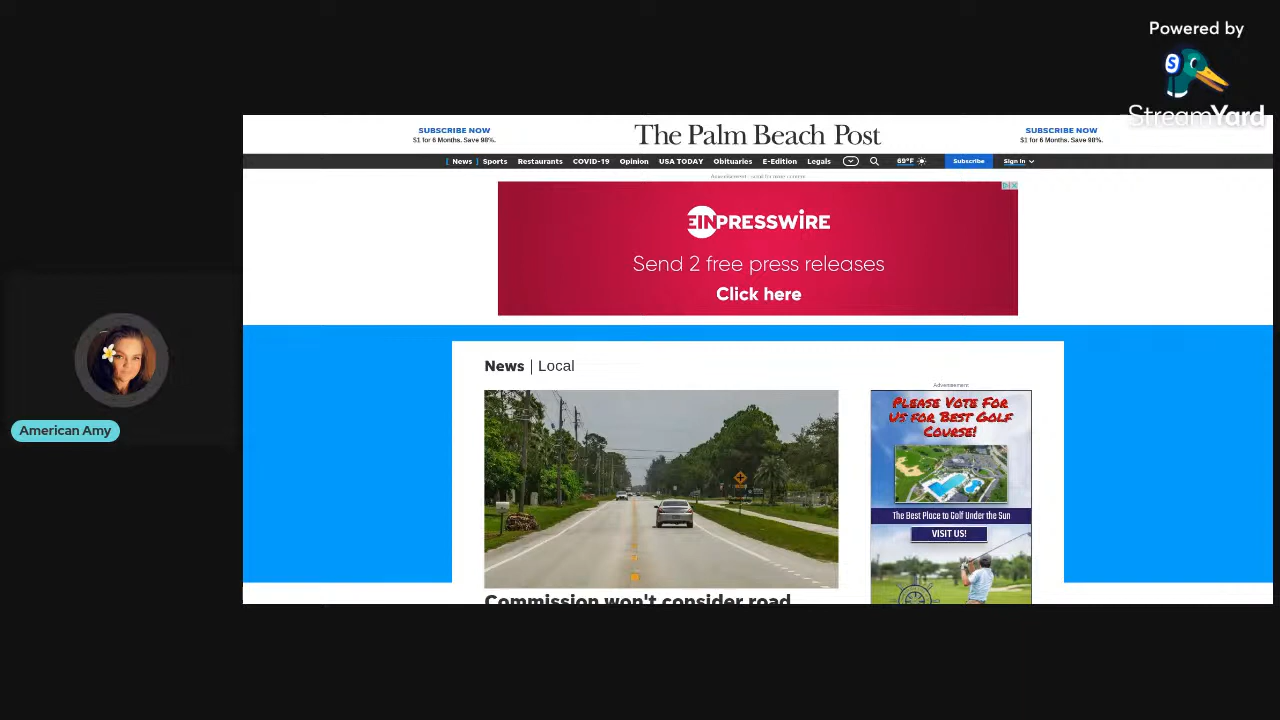 Powered by
StreamYard
SUBSCRIBE NOW
$1 for 6 Months. Save 98%.
The Palm Beach Post
SUBSCRIBE NOW
$1 for 6 Months. Save 98%.
[ News ] Sports Restaurants COVID-19 Opinion USA TODAY Obituaries E-Edition Legals 69°F Subscribe Sign In
EINPRESSWIRE
Send 2 free press releases
Click here
News | Local
Advertisement
PLEASE VOTE FOR
US FOR BEST GOLF
COURSE!
The Best Place to Golf Under the Sun
VISIT US!
American Amy
Commission won't consider road